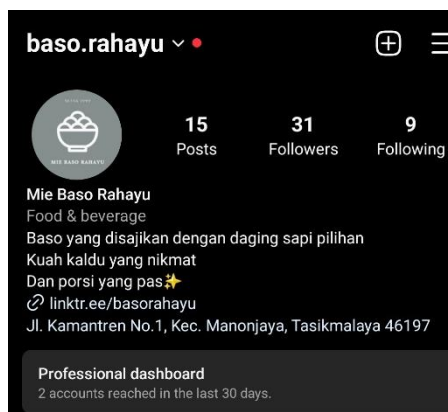 baso.rahayu
15
Posts
31
Followers
9
Following
MIE BASO RAHAYU
Mie Baso Rahayu
Food & beverage
Baso yang disajikan dengan daging sapi pilihan
Kuah kaldu yang nikmat
Dan porsi yang pas✨
linktr.ee/basorahayu
Jl. Kamantren No.1, Kec. Manonjaya, Tasikmalaya 46197
Professional dashboard
2 accounts reached in the last 30 days.